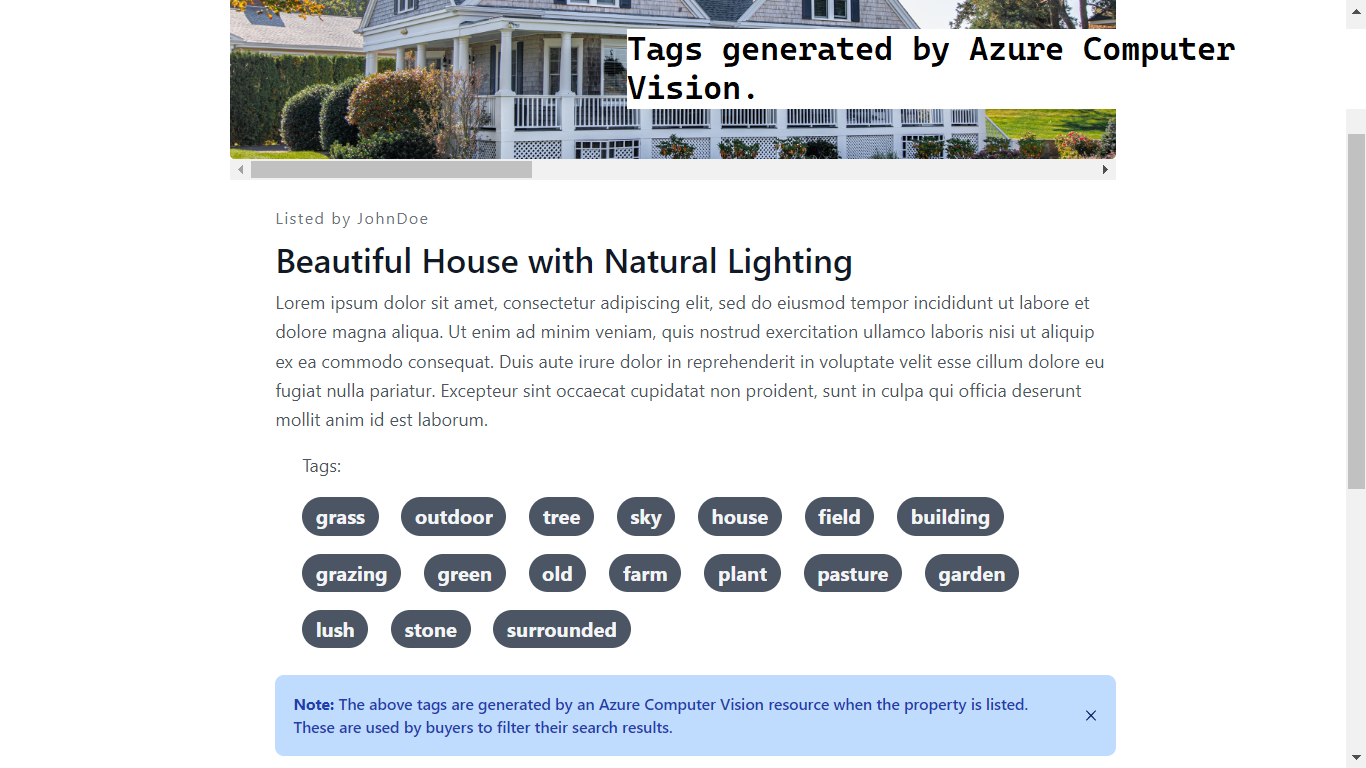 Tags generated by Azure Computer
Vision.
Listed by JohnDoe
Beautiful House with Natural Lighting
Lorem ipsum dolor sit amet, consectetur adipiscing elit, sed do eiusmod tempor incididunt ut labore et
dolore magna aliqua. Ut enim ad minim veniam, quis nostrud exercitation ullamco laboris nisi ut aliquip
ex ea commodo consequat. Duis aute irure dolor in reprehenderit in voluptate velit esse cillum dolore eu
fugiat nulla pariatur. Excepteur sint occaecat cupidatat non proident, sunt in culpa qui officia deserunt
mollit anim id est laborum.
Tags:
grass outdoor tree sky house field building
grazing green old farm plant pasture garden
lush stone surrounded
Note: The above tags are generated by an Azure Computer Vision resource when the property is listed.
These are used by buyers to filter their search results.